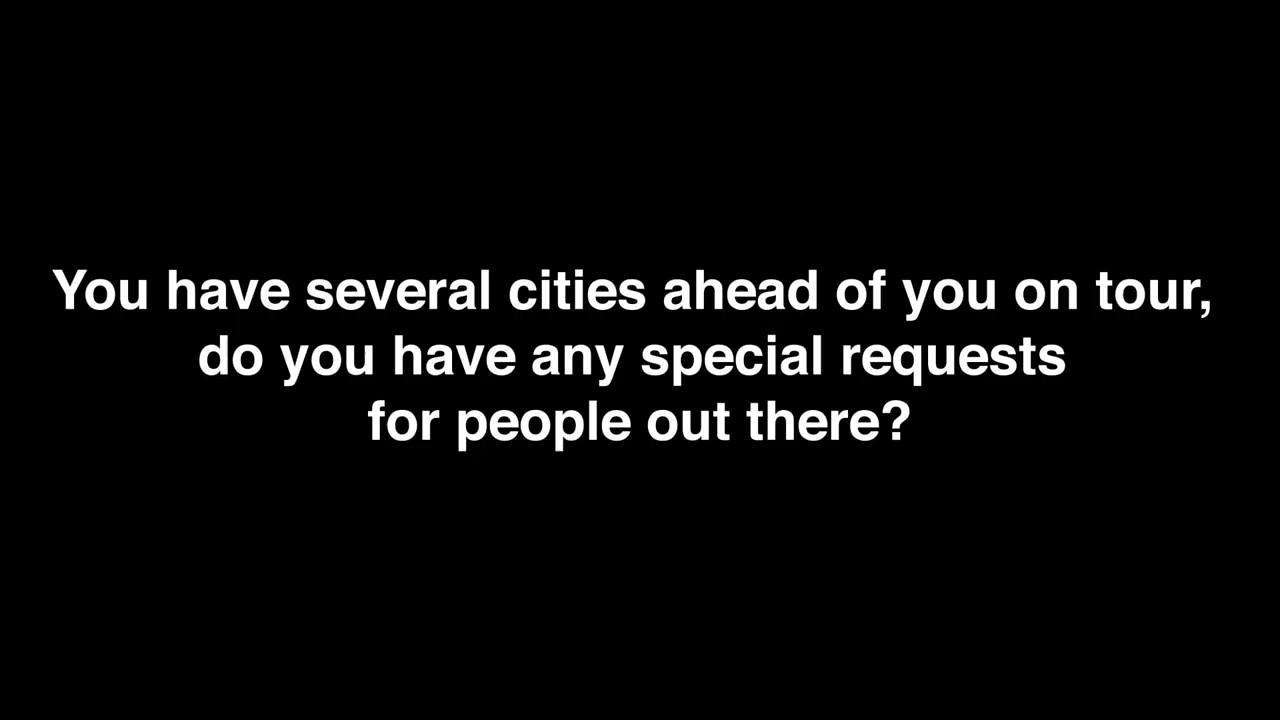 You have several cities ahead of you on tour,
do you have any special requests
for people out there?